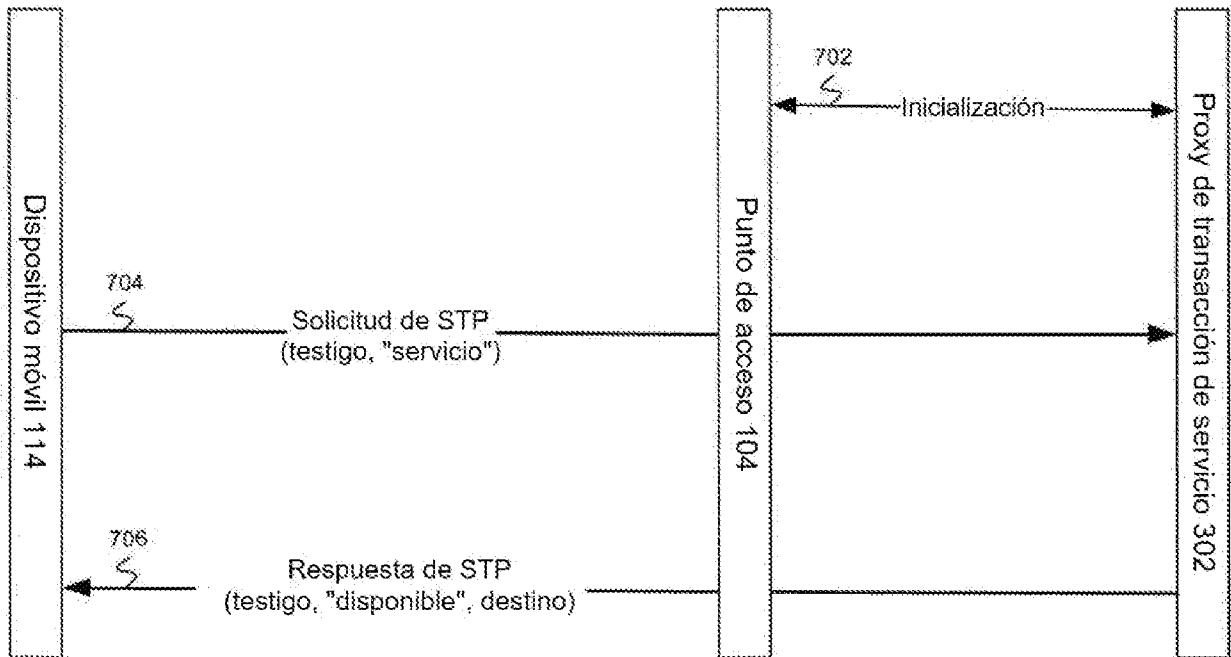 702
Inicialización
Dispositivo móvil 114
Punto de acceso 104
Proxy de transacción de servicio 302
704
Solicitud de STP
(testigo, "servicio")
706
Respuesta de STP
(testigo, "disponible", destino)